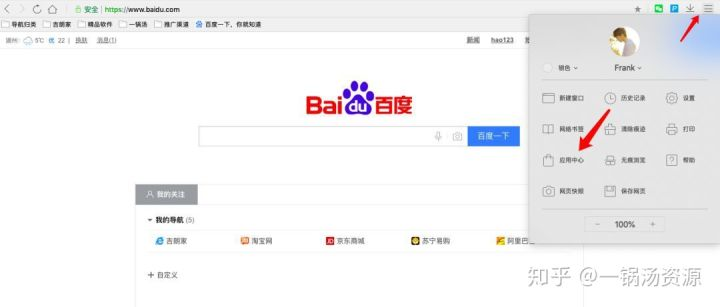 安全 https://www.baidu.com
导航归类 吉朗家 精品软件 一锅汤 推广渠道 百度一下，你就知道
5℃ 优 22 换肤 消息(1)
新闻 hao123
Frank
银色
新建窗口 历史记录 设置
网络书签 清除痕迹 打印
应用中心 无痕浏览 帮助
网页快照 保存网页
− 100% +
Bai du 百度
百度一下
我的关注
我的导航 (5)
吉朗家 淘宝网 京东商城 苏宁易购 阿里巴
+ 自定义
知乎 @一锅汤资源